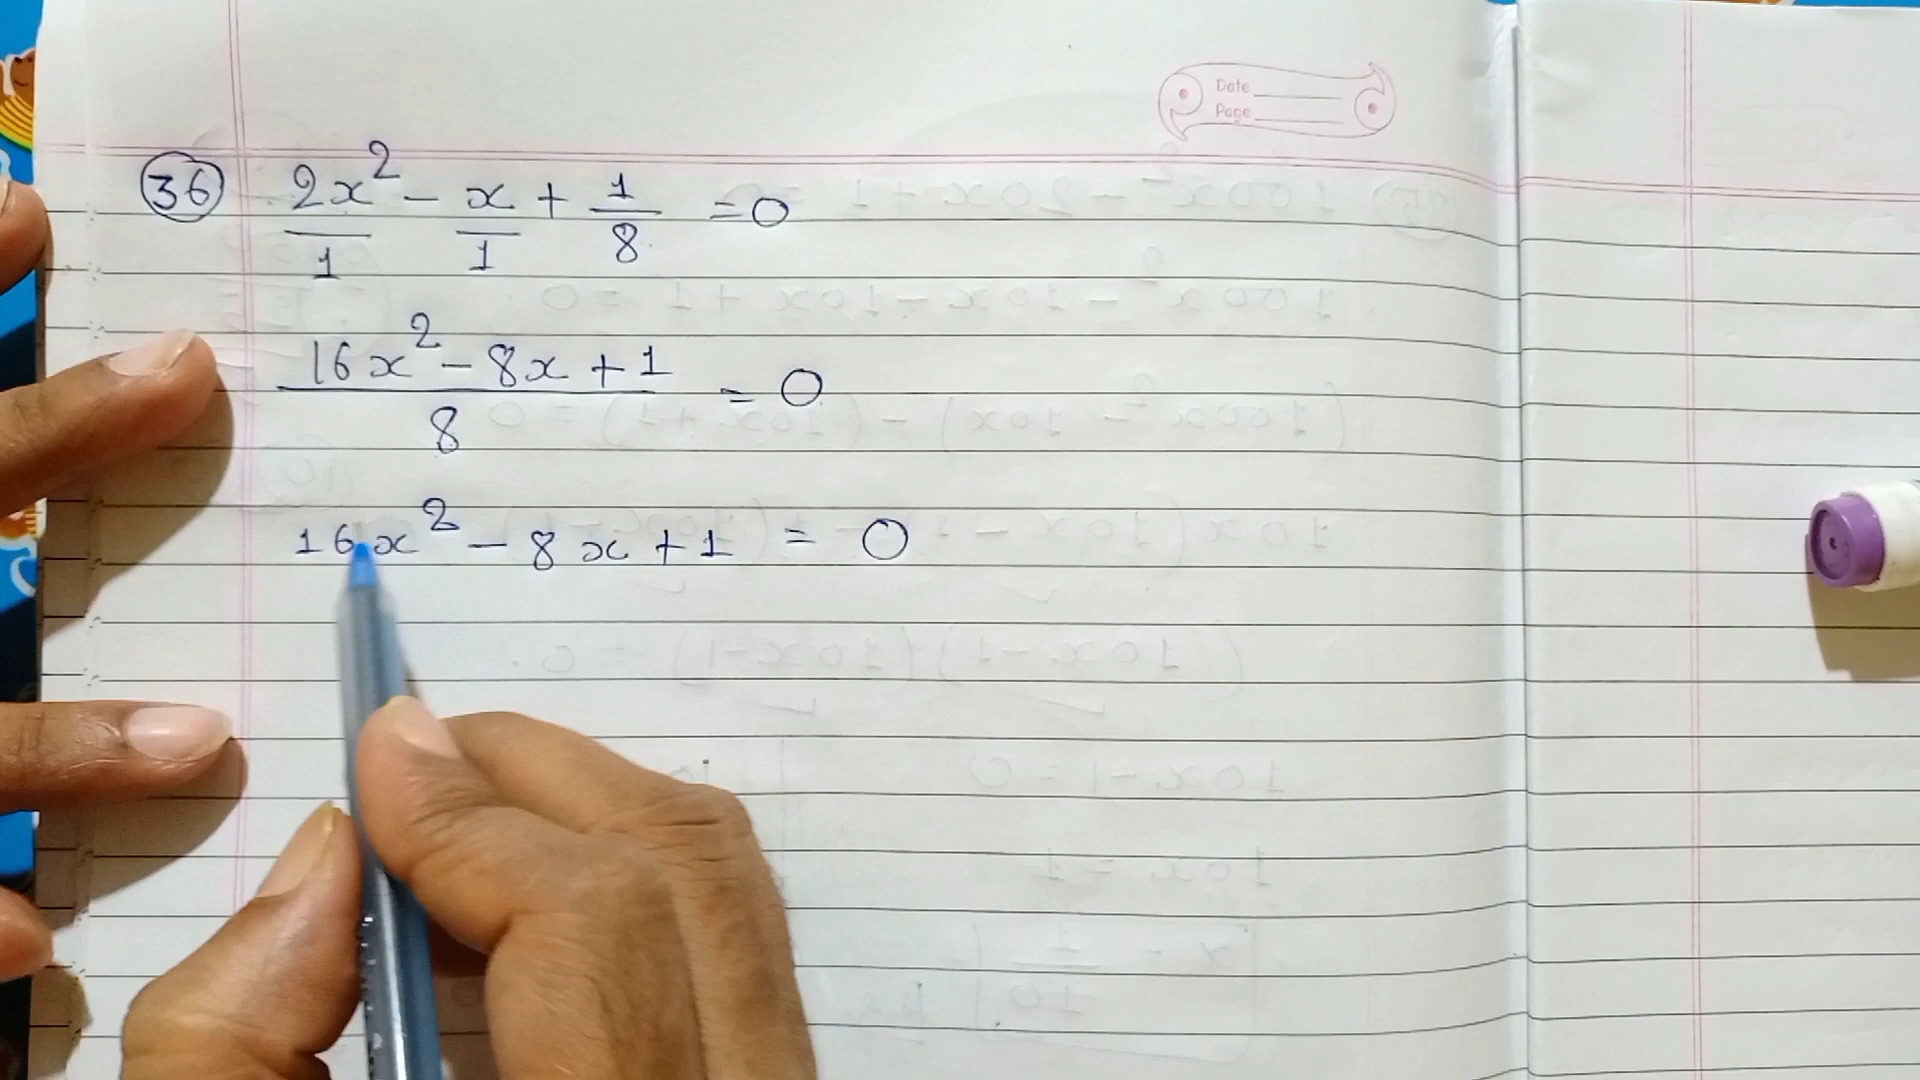 Date
Page
36 2x² - x + 1 = 0
1 1 8
16x² - 8x + 1 = 0
8
16x² - 8x + 1 = 0